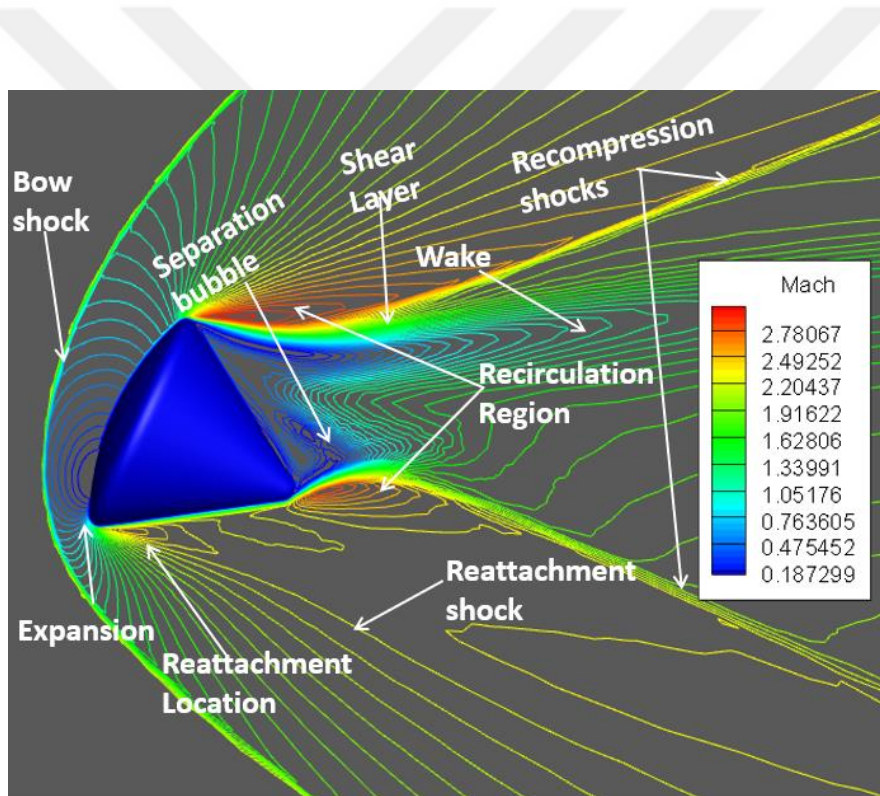 Bow
shock
Separation
bubble
Shear
Layer
Recompression
shocks
Wake
Recirculation
Region
Expansion
Reattachment
Location
Reattachment
shock
Mach
2.78067
2.49252
2.20437
1.91622
1.62806
1.33991
1.05176
0.763605
0.475452
0.187299